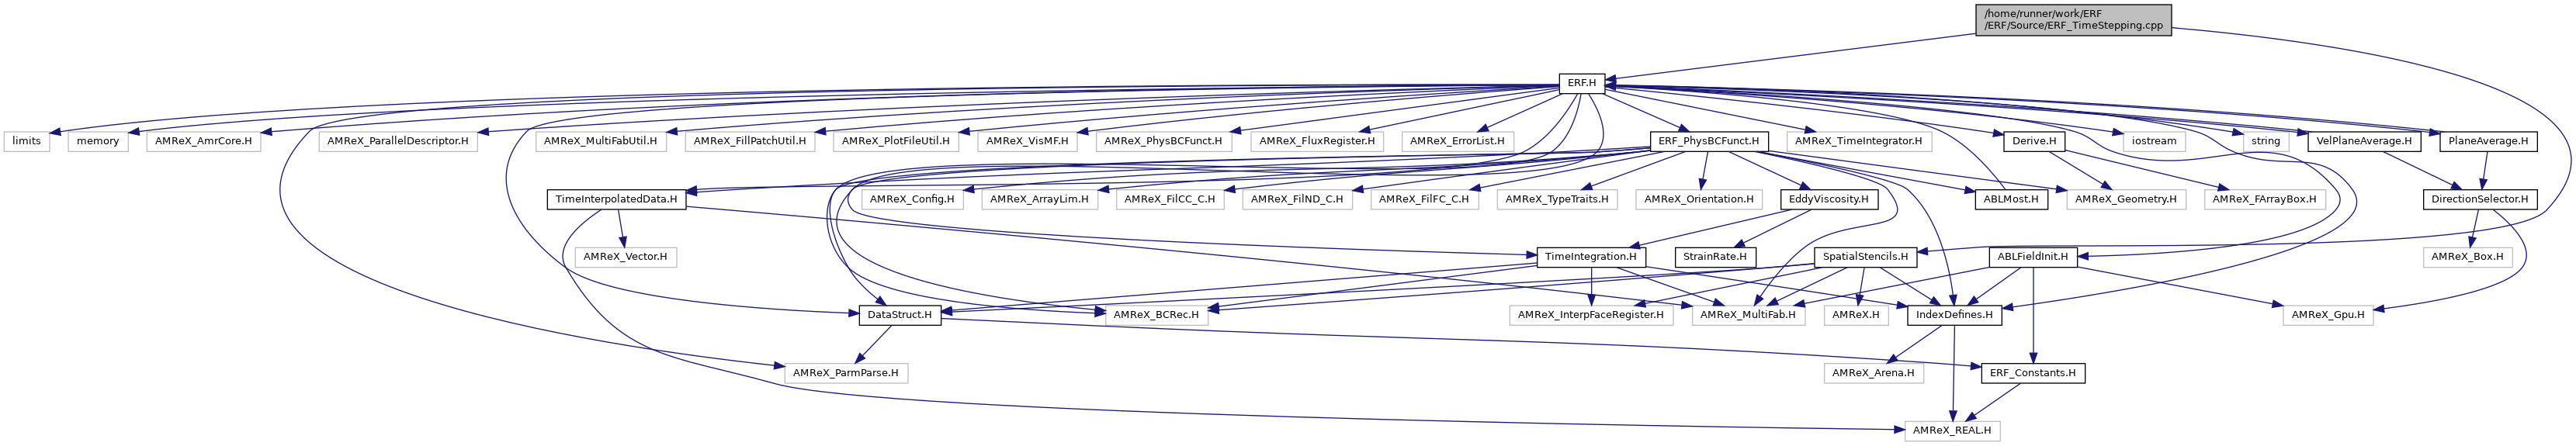 /home/runner/work/ERF
/ERF/Source/ERF_TimeStepping.cpp
ERF.H
limits
memory
AMReX_AmrCore.H
AMReX_ParallelDescriptor.H
AMReX_MultiFabUtil.H
AMReX_FillPatchUtil.H
AMReX_PlotFileUtil.H
AMReX_VisMF.H
AMReX_PhysBCFunct.H
AMReX_FluxRegister.H
AMReX_ErrorList.H
ERF_PhysBCFunct.H
AMReX_TimeIntegrator.H
Derive.H
iostream
string
VelPlaneAverage.H
PlaneAverage.H
TimeInterpolatedData.H
AMReX_Config.H
AMReX_ArrayLim.H
AMReX_FilCC_C.H
AMReX_FilND_C.H
AMReX_FilFC_C.H
AMReX_TypeTraits.H
AMReX_Orientation.H
EddyViscosity.H
ABLMost.H
AMReX_Geometry.H
AMReX_FArrayBox.H
DirectionSelector.H
AMReX_Vector.H
TimeIntegration.H
StrainRate.H
SpatialStencils.H
ABLFieldInit.H
AMReX_Box.H
DataStruct.H
AMReX_BCRec.H
AMReX_InterpFaceRegister.H
AMReX_MultiFab.H
AMReX.H
IndexDefines.H
AMReX_Gpu.H
AMReX_ParmParse.H
AMReX_Arena.H
ERF_Constants.H
AMReX_REAL.H